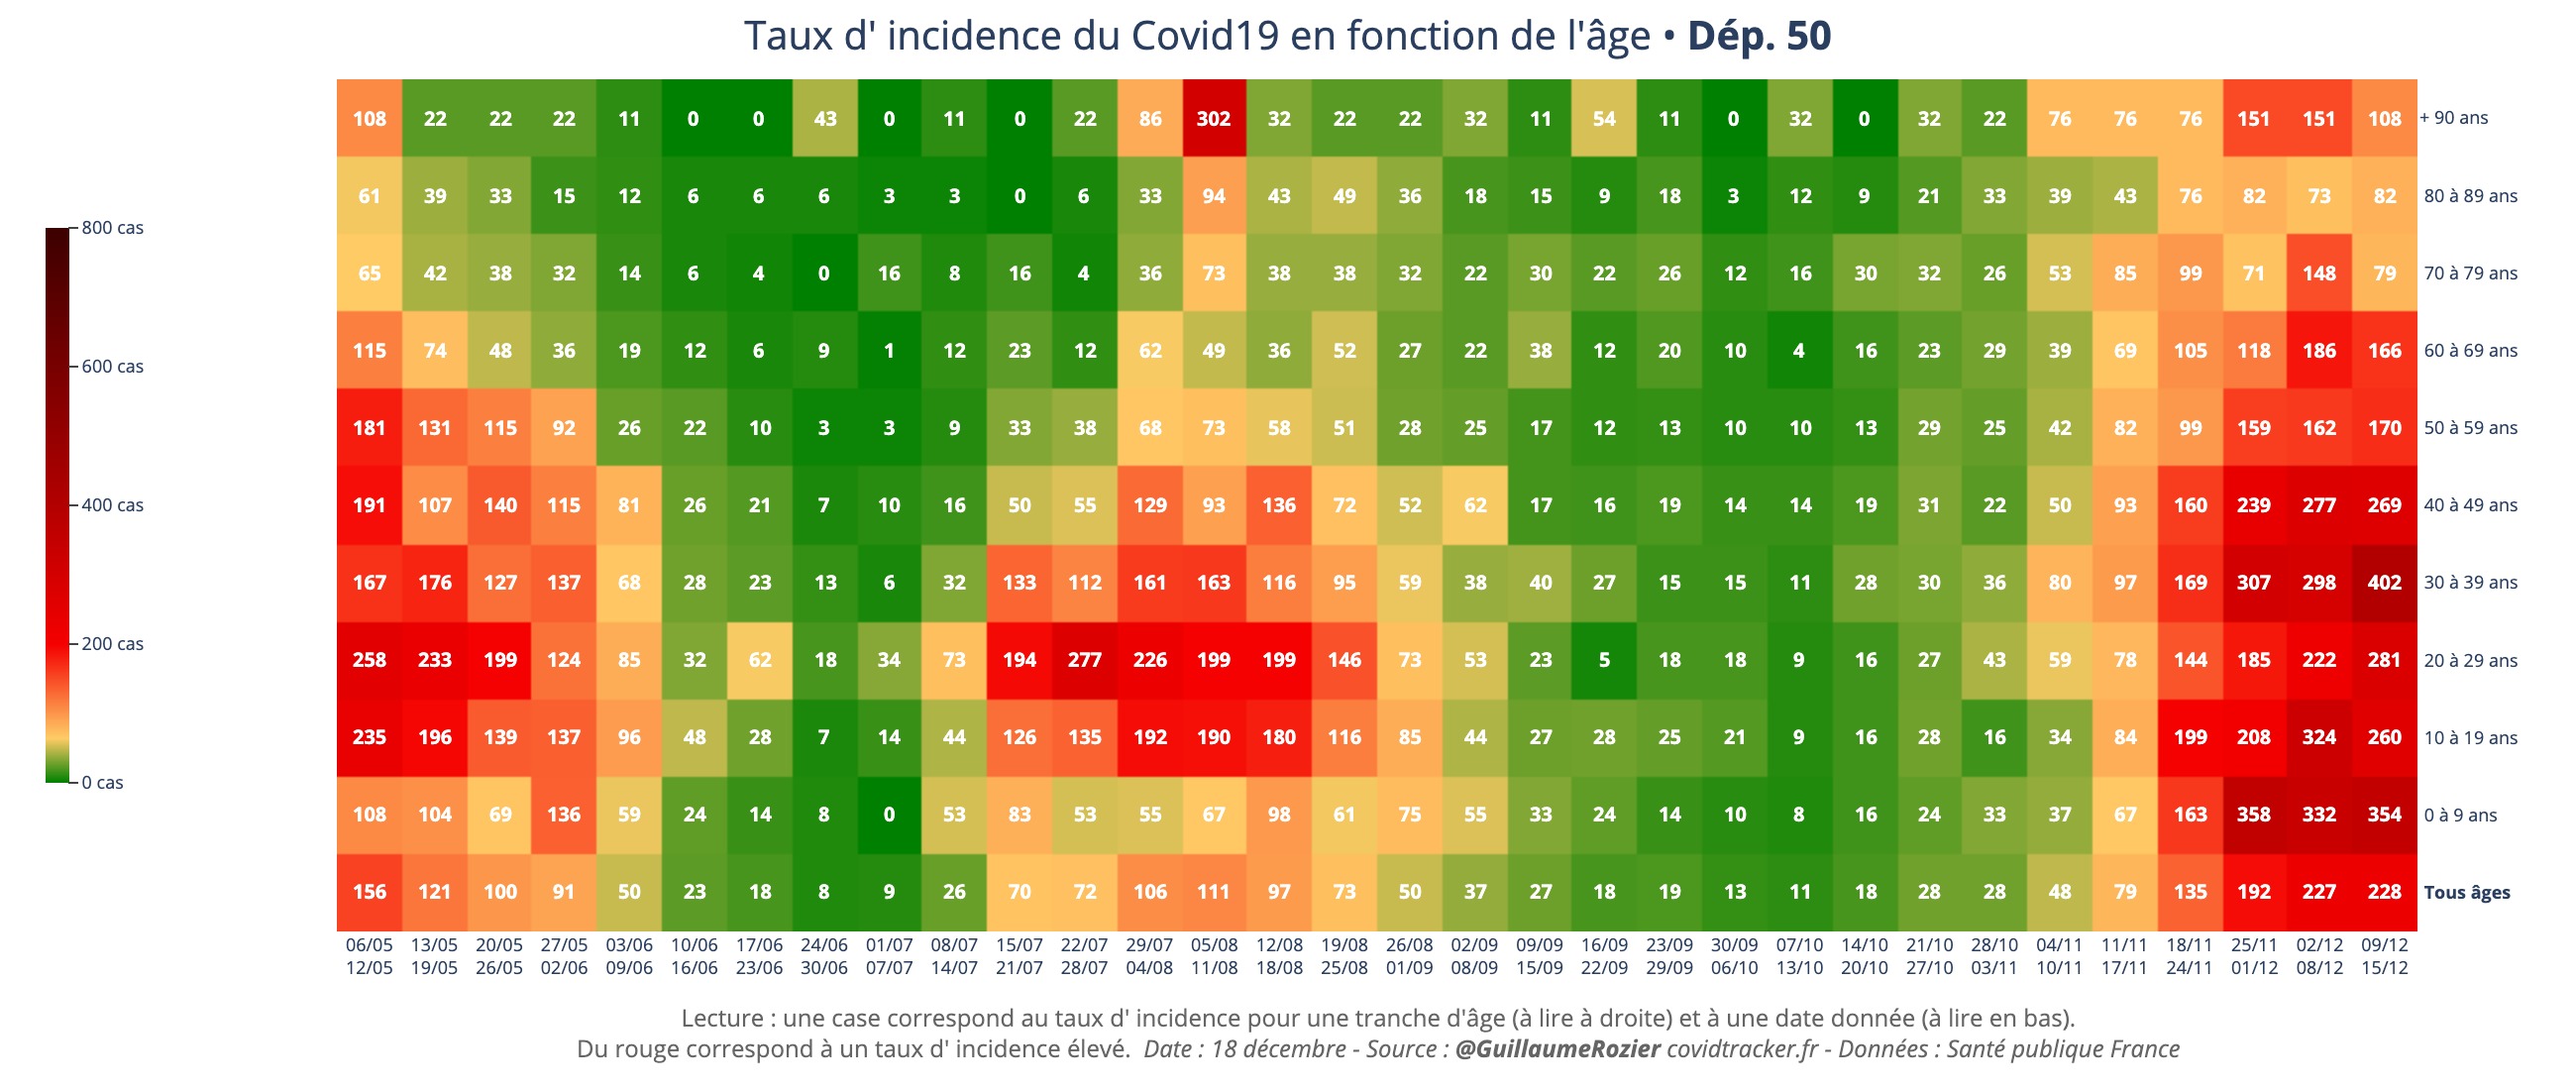 Taux d' incidence du Covid19 en fonction de l'âge • Dép. 50
800 cas
600 cas
400 cas
200 cas
0 cas
108 22 22 22 11 0 0 43 0 11 0 22 86 302 32 22 22 32 11 54 11 0 32 0 32 22 76 76 76 151 151 108 + 90 ans
61 39 33 15 12 6 6 6 3 3 0 6 33 94 43 49 36 18 15 9 18 3 12 9 21 33 39 43 76 82 73 82 80 à 89 ans
65 42 38 32 14 6 4 0 16 8 16 4 36 73 38 38 32 22 30 22 26 12 16 30 32 26 53 85 99 71 148 79 70 à 79 ans
115 74 48 36 19 12 6 9 1 12 23 12 62 49 36 52 27 22 38 12 20 10 4 16 23 29 39 69 105 118 186 166 60 à 69 ans
181 131 115 92 26 22 10 3 3 9 33 38 68 73 58 51 28 25 17 12 13 10 10 13 29 25 42 82 99 159 162 170 50 à 59 ans
191 107 140 115 81 26 21 7 10 16 50 55 129 93 136 72 52 62 17 16 19 14 14 19 31 22 50 93 160 239 277 269 40 à 49 ans
167 176 127 137 68 28 23 13 6 32 133 112 161 163 116 95 59 38 40 27 15 15 11 28 30 36 80 97 169 307 298 402 30 à 39 ans
258 233 199 124 85 32 62 18 34 73 194 277 226 199 199 146 73 53 23 5 18 18 9 16 27 43 59 78 144 185 222 281 20 à 29 ans
235 196 139 137 96 48 28 7 14 44 126 135 192 190 180 116 85 44 27 28 25 21 9 16 28 16 34 84 199 208 324 260 10 à 19 ans
108 104 69 136 59 24 14 8 0 53 83 53 55 67 98 61 75 55 33 24 14 10 8 16 24 33 37 67 163 358 332 354 0 à 9 ans
156 121 100 91 50 23 18 8 9 26 70 72 106 111 97 73 50 37 27 18 19 13 11 18 28 28 48 79 135 192 227 228 Tous âges
06/05 13/05 20/05 27/05 03/06 10/06 17/06 24/06 01/07 08/07 15/07 22/07 29/07 05/08 12/08 19/08 26/08 02/09 09/09 16/09 23/09 30/09 07/10 14/10 21/10 28/10 04/11 11/11 18/11 25/11 02/12 09/12
12/05 19/05 26/05 02/06 09/06 16/06 23/06 30/06 07/07 14/07 21/07 28/07 04/08 11/08 18/08 25/08 01/09 08/09 15/09 22/09 29/09 06/10 13/10 20/10 27/10 03/11 10/11 17/11 24/11 01/12 08/12 15/12
Lecture : une case correspond au taux d' incidence pour une tranche d'âge (à lire à droite) et à une date donnée (à lire en bas).
Du rouge correspond à un taux d' incidence élevé. Date : 18 décembre - Source : @GuillaumeRozier covidtracker.fr - Données : Santé publique France